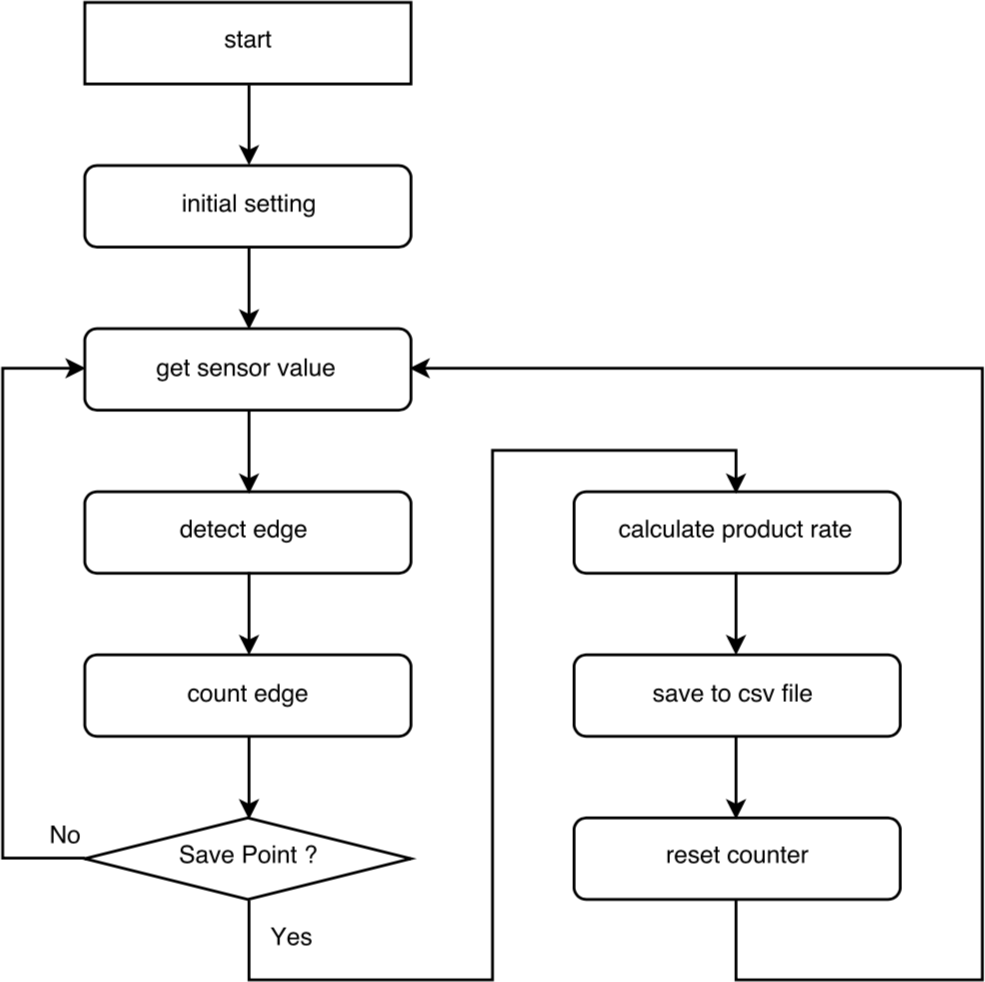 start
initial setting
get sensor value
detect edge
count edge
Save Point ?
No
Yes
calculate product rate
save to csv file
reset counter